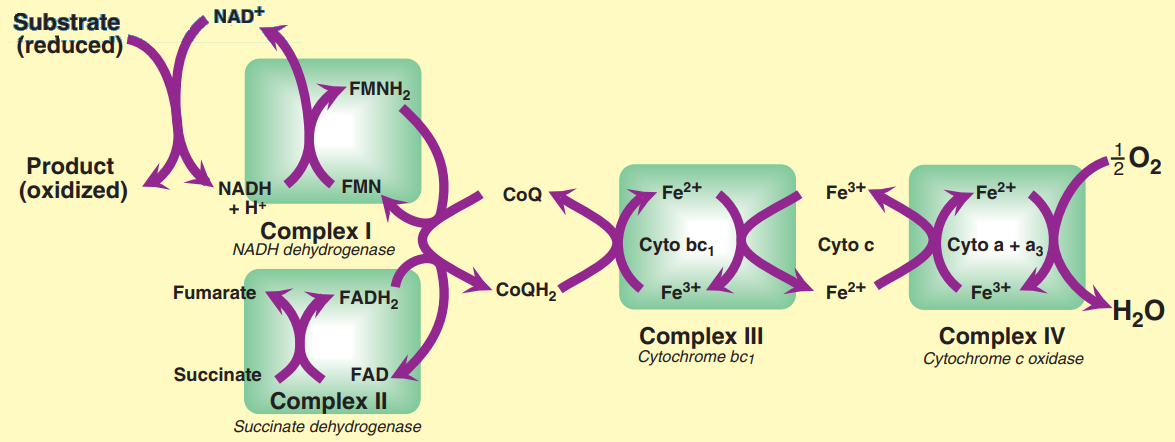 Substrate
(reduced)
NAD+
Product
(oxidized)
NADH
+ H+
FMNH2
FMN
Complex I
NADH dehydrogenase
Fumarate
Succinate
FADH2
FAD
Complex II
Succinate dehydrogenase
CoQ
CoQH2
Fe2+
Cyto bc1
Fe3+
Complex III
Cytochrome bc1
Fe3+
Cyto c
Fe2+
Fe2+
Cyto a + a3
Fe3+
Complex IV
Cytochrome c oxidase
1/2 O2
H2O